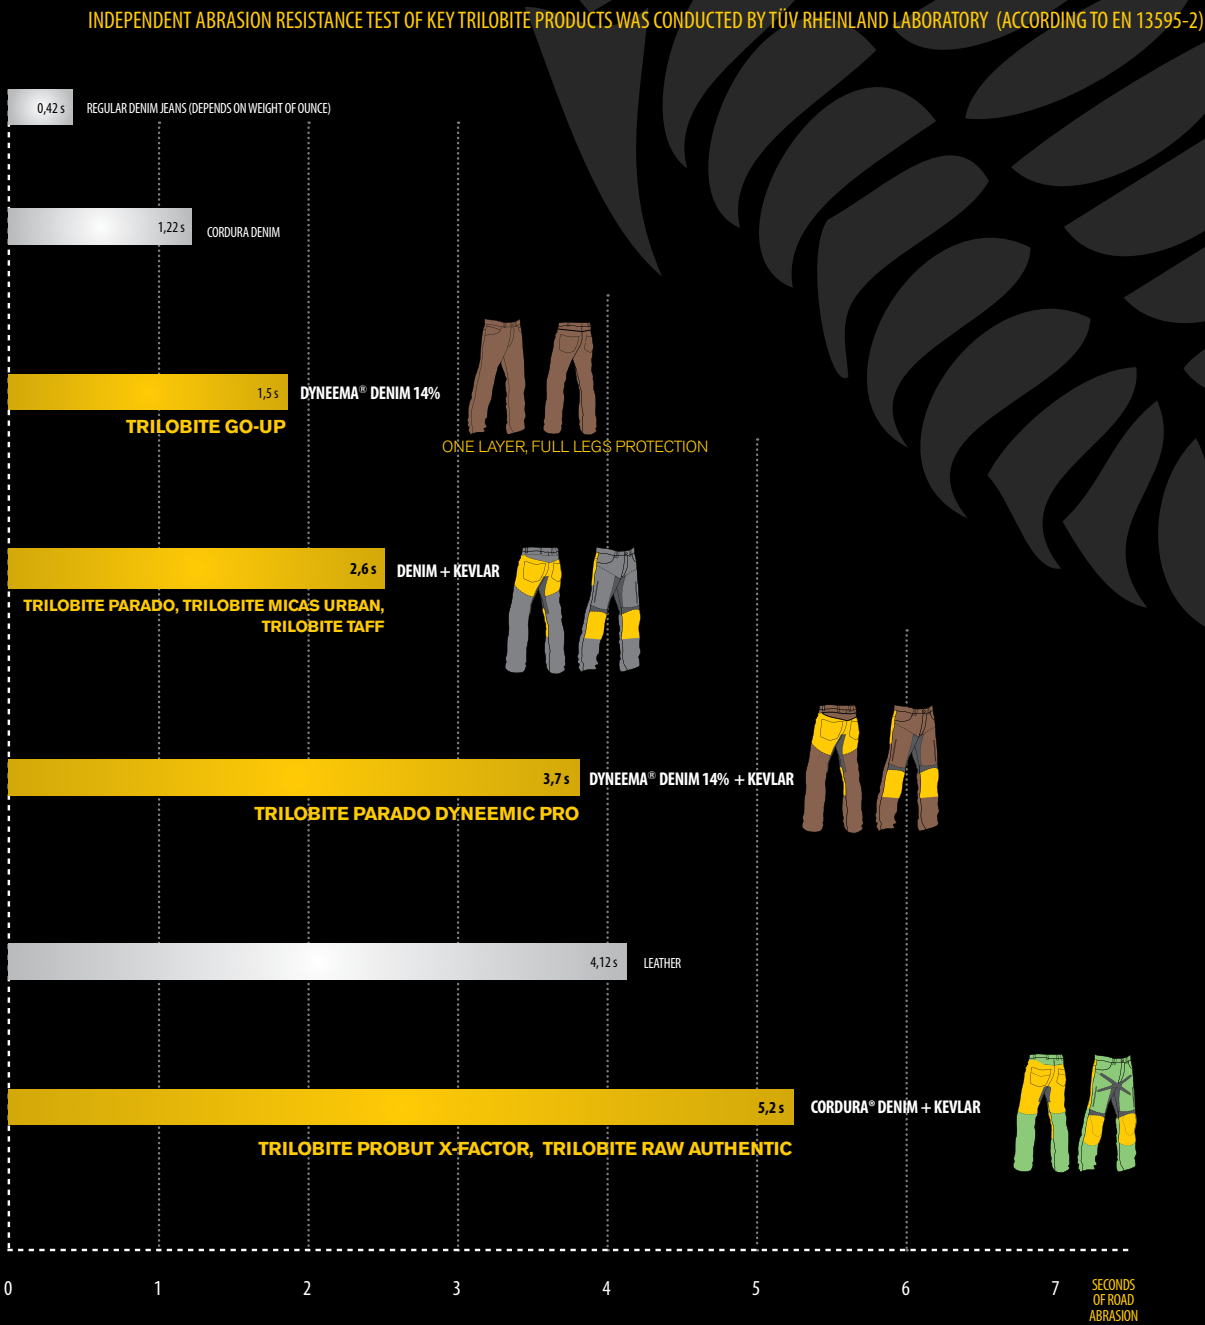 INDEPENDENT ABRASION RESISTANCE TEST OF KEY TRILOBITE PRODUCTS WAS CONDUCTED BY TÜV RHEINLAND LABORATORY (ACCORDING TO EN 13595-2)
0,42 s
REGULAR DENIM JEANS (DEPENDS ON WEIGHT OF OUNCE)
1,22 s
CORDURA DENIM
1,5 s
DYNEEMA® DENIM 14%
TRILOBITE GO-UP
ONE LAYER, FULL LEGS PROTECTION
2,6 s
DENIM + KEVLAR
TRILOBITE PARADO, TRILOBITE MICAS URBAN,
TRILOBITE TAFF
3,7 s
DYNEEMA® DENIM 14% + KEVLAR
TRILOBITE PARADO DYNEEMIC PRO
4,12 s
LEATHER
5,2 s
CORDURA® DENIM + KEVLAR
TRILOBITE PROBUT X-FACTOR, TRILOBITE RAW AUTHENTIC
0 1 2 3 4 5 6 7
SECONDS
OF ROAD
ABRASION